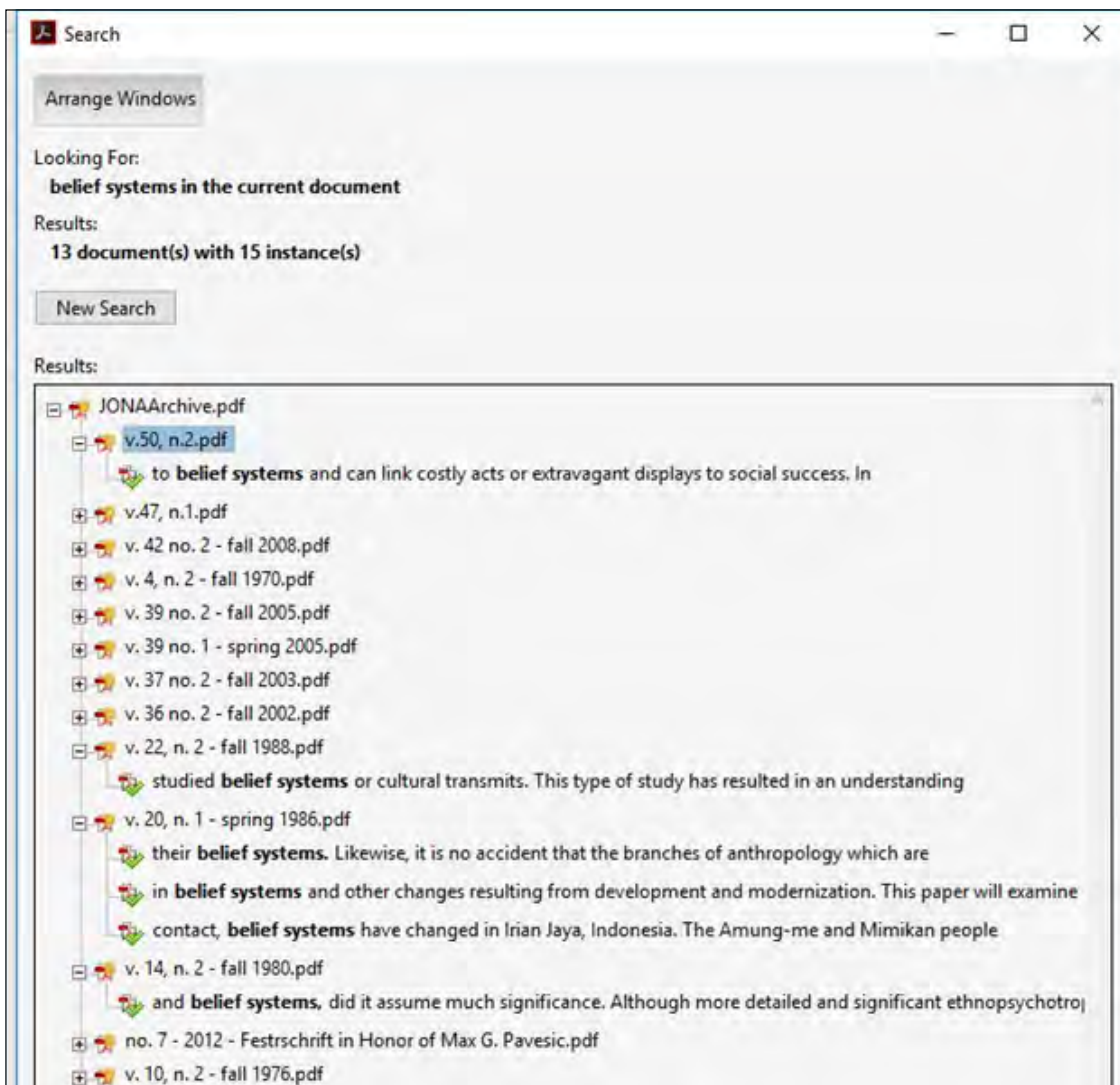 Search
Arrange Windows
Looking For:
belief systems in the current document
Results:
13 document(s) with 15 instance(s)
New Search
Results:
JONAArchive.pdf
v.50, n.2.pdf
to belief systems and can link costly acts or extravagant displays to social success. In
v.47, n.1.pdf
v. 42 no. 2 - fall 2008.pdf
v. 4, n. 2 - fall 1970.pdf
v. 39 no. 2 - fall 2005.pdf
v. 39 no. 1 - spring 2005.pdf
v. 37 no. 2 - fall 2003.pdf
v. 36 no. 2 - fall 2002.pdf
v. 22, n. 2 - fall 1988.pdf
studied belief systems or cultural transmits. This type of study has resulted in an understanding
v. 20, n. 1 - spring 1986.pdf
their belief systems. Likewise, it is no accident that the branches of anthropology which are
in belief systems and other changes resulting from development and modernization. This paper will examine
contact, belief systems have changed in Irian Jaya, Indonesia. The Amung-me and Mimikan people
v. 14, n. 2 - fall 1980.pdf
and belief systems, did it assume much significance. Although more detailed and significant
no. 7 - 2012 - Festrschrift in Honor of Max G. Pavesic.pdf
v. 10, n. 2 - fall 1976.pdf